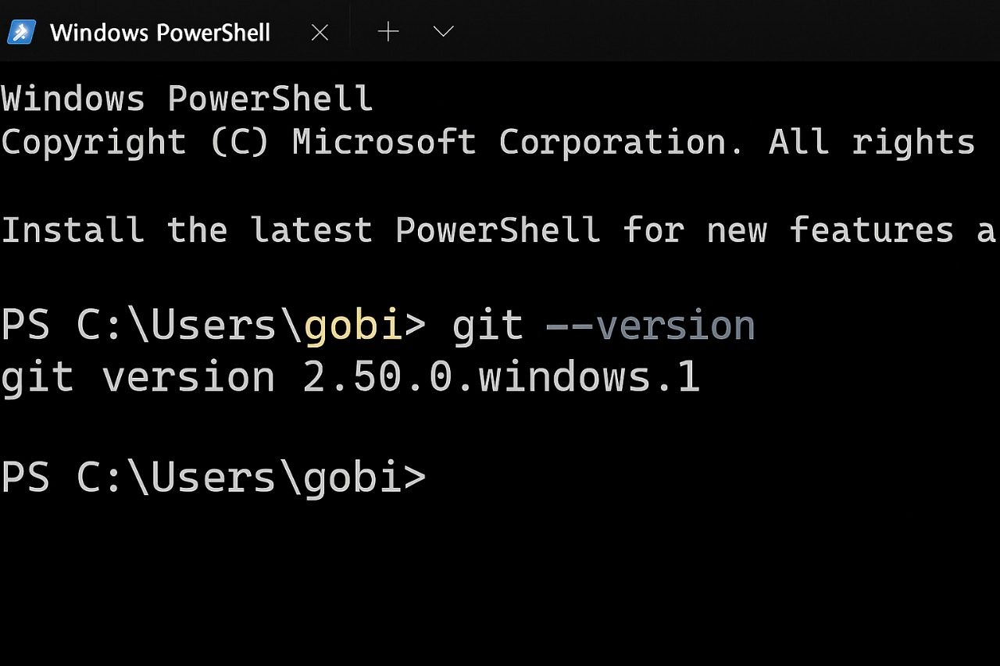 Windows PowerShell
Windows PowerShell
Copyright (C) Microsoft Corporation. All rights
Install the latest PowerShell for new features a
PS C:\Users\gobi> git --version
git version 2.50.0.windows.1
PS C:\Users\gobi>